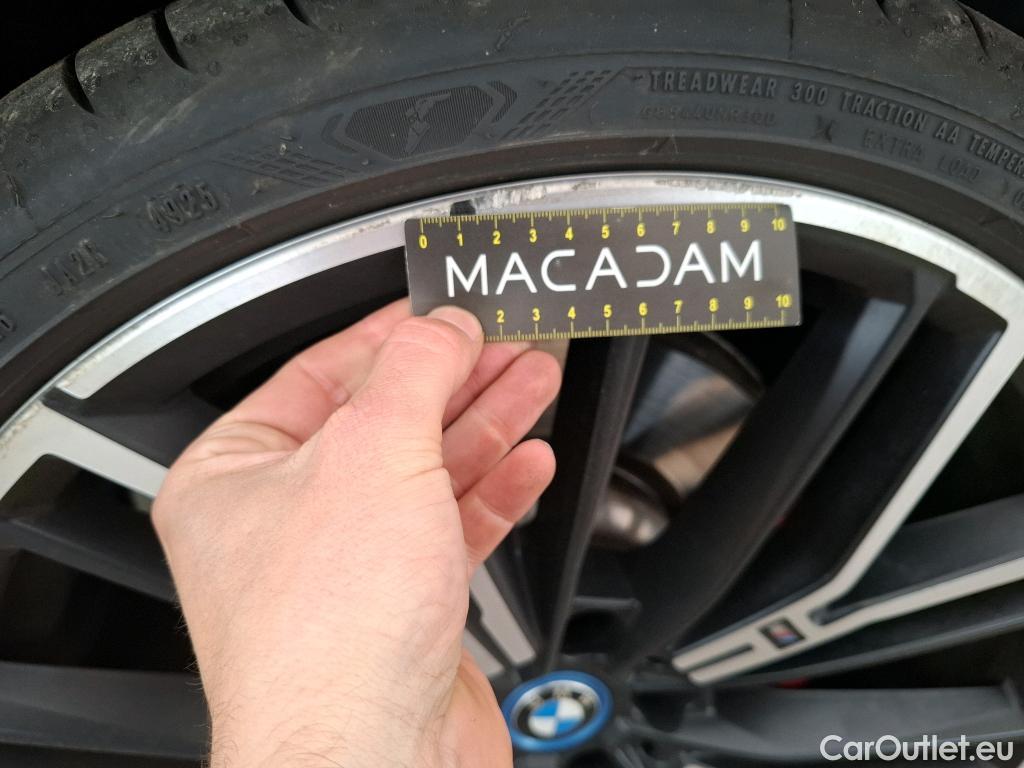 TREADWEAR 300 TRACTION AA TEMPER
EXTRA LOAD
4925
0 1 2 3 4 5 6 7 8 9 10
MACADAM
2 3 4 5 6 7 8 9 10
BMW
CarOutlet.eu